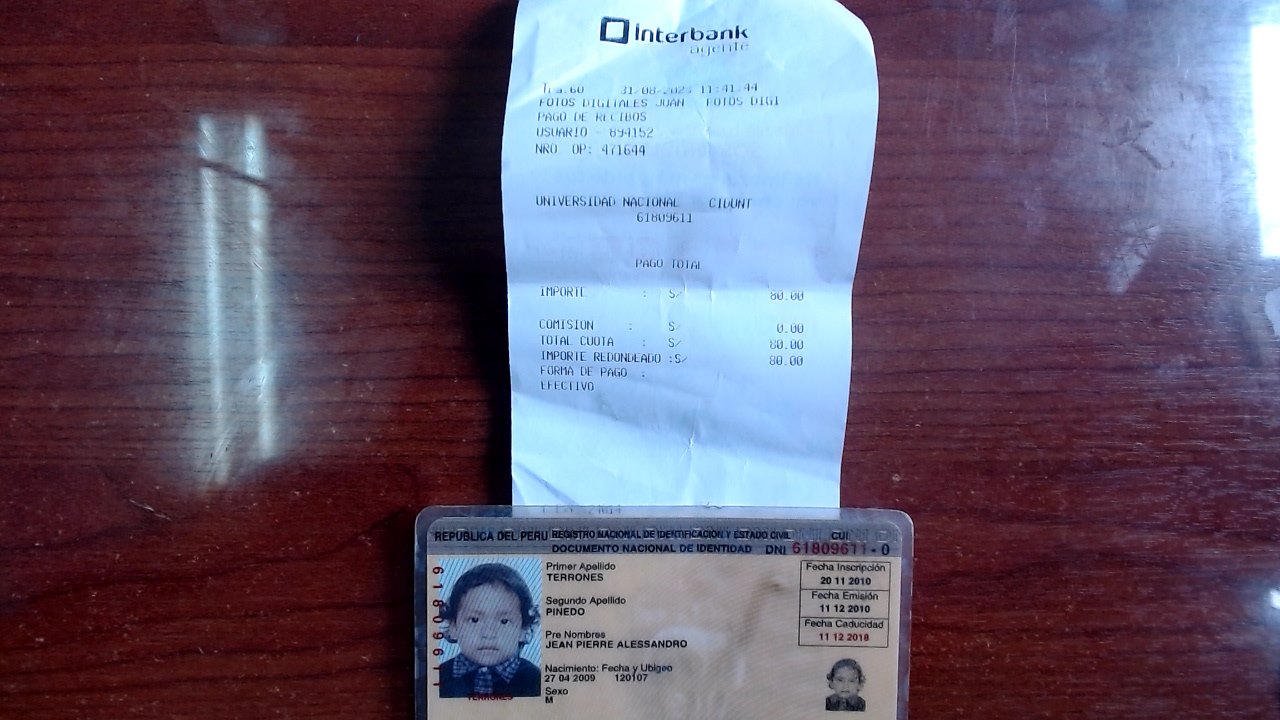 Interbank
agente
Tra.60 31/08/2023 11:41:44
FOTOS DIGITALES JUAN FOTOS DIGI
PAGO DE RECIBOS
USUARIO - 894152
NRO OP: 471644
UNIVERSIDAD NACIONAL CIDUNT
61809611
PAGO TOTAL
IMPORTE : S/ 80.00
COMISION : S/ 0.00
TOTAL CUOTA : S/ 80.00
IMPORTE REDONDEADO :S/ 80.00
FORMA DE PAGO :
EFECTIVO
REPUBLICA DEL PERU REGISTRO NACIONAL DE IDENTIFICACION Y ESTADO CIVIL CUI
DOCUMENTO NACIONAL DE IDENTIDAD DNI 61809611 - 0
61809611
Primer Apellido
TERRONES
Segundo Apellido
PINEDO
Pre Nombres
JEAN PIERRE ALESSANDRO
Nacimiento: Fecha y Ubigeo
27 04 2009 120107
Sexo
M
TERRONES
Fecha Inscripción
20 11 2010
Fecha Emisión
11 12 2010
Fecha Caducidad
11 12 2018